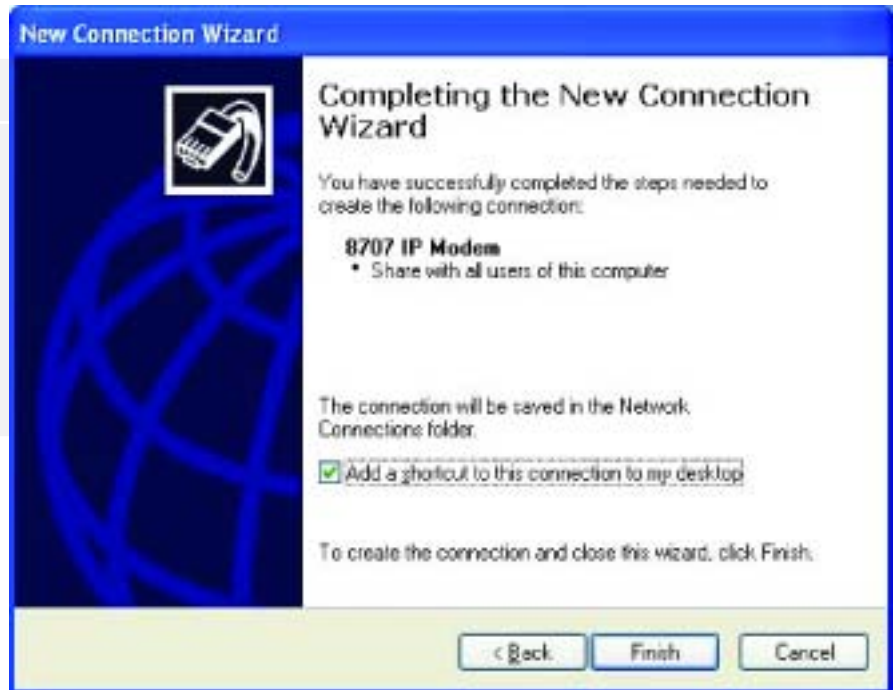 New Connection Wizard
Completing the New Connection
Wizard
You have successfully completed the steps needed to
create the following connection:
8707 IP Modem
• Share with all users of this computer
The connection will be saved in the Network
Connections folder.
Add a shortcut to this connection to my desktop
To create the connection and close this wizard, click Finish.
< Back
Finish
Cancel